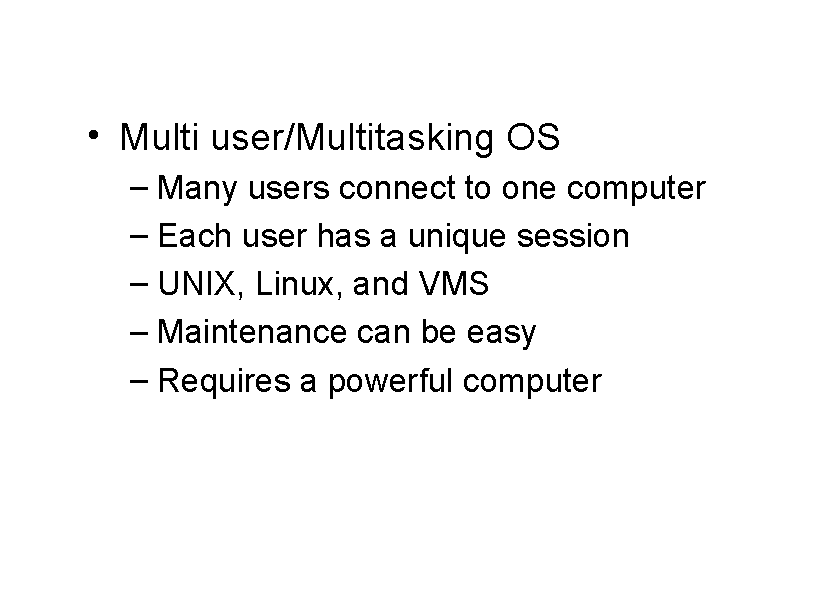 • Multi user/Multitasking OS
– Many users connect to one computer
– Each user has a unique session
– UNIX, Linux, and VMS
– Maintenance can be easy
– Requires a powerful computer